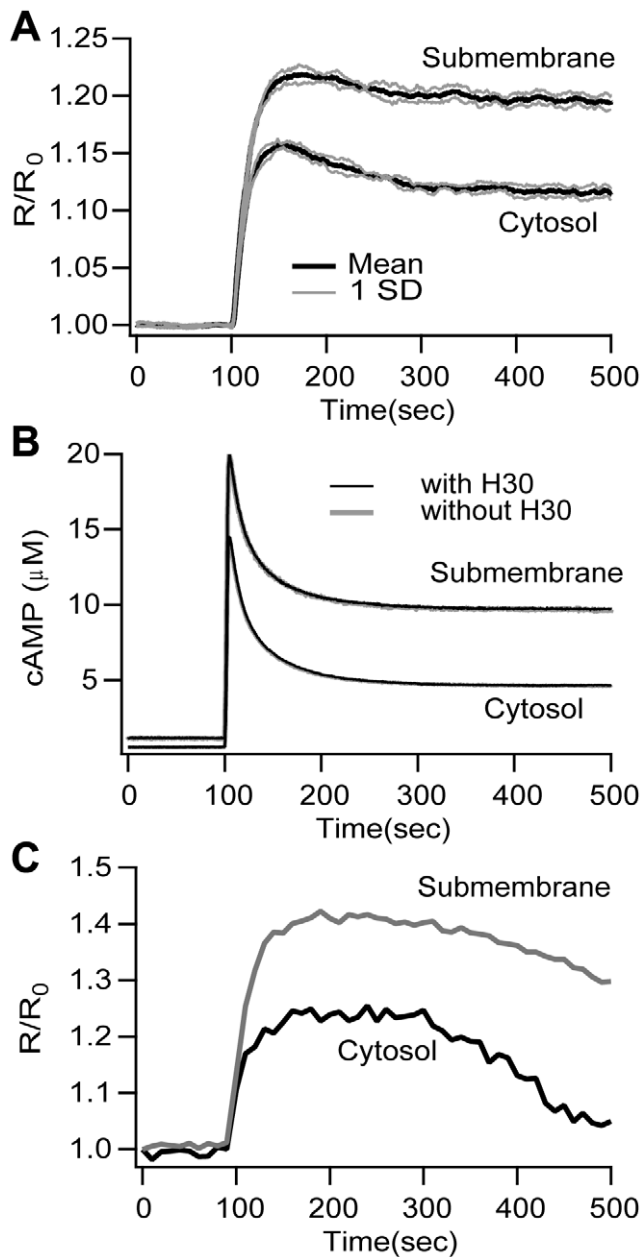 A
1.25
1.20
1.15
1.10
1.05
1.00
R/R0
Submembrane
Cytosol
Mean
1 SD
0 100 200 300 400 500
Time(sec)
B
20
15
10
5
cAMP (μM)
with H30
without H30
Submembrane
Cytosol
0 100 200 300 400 500
Time(sec)
C
1.5
1.4
1.3
1.2
1.1
1.0
R/R0
Submembrane
Cytosol
0 100 200 300 400 500
Time(sec)